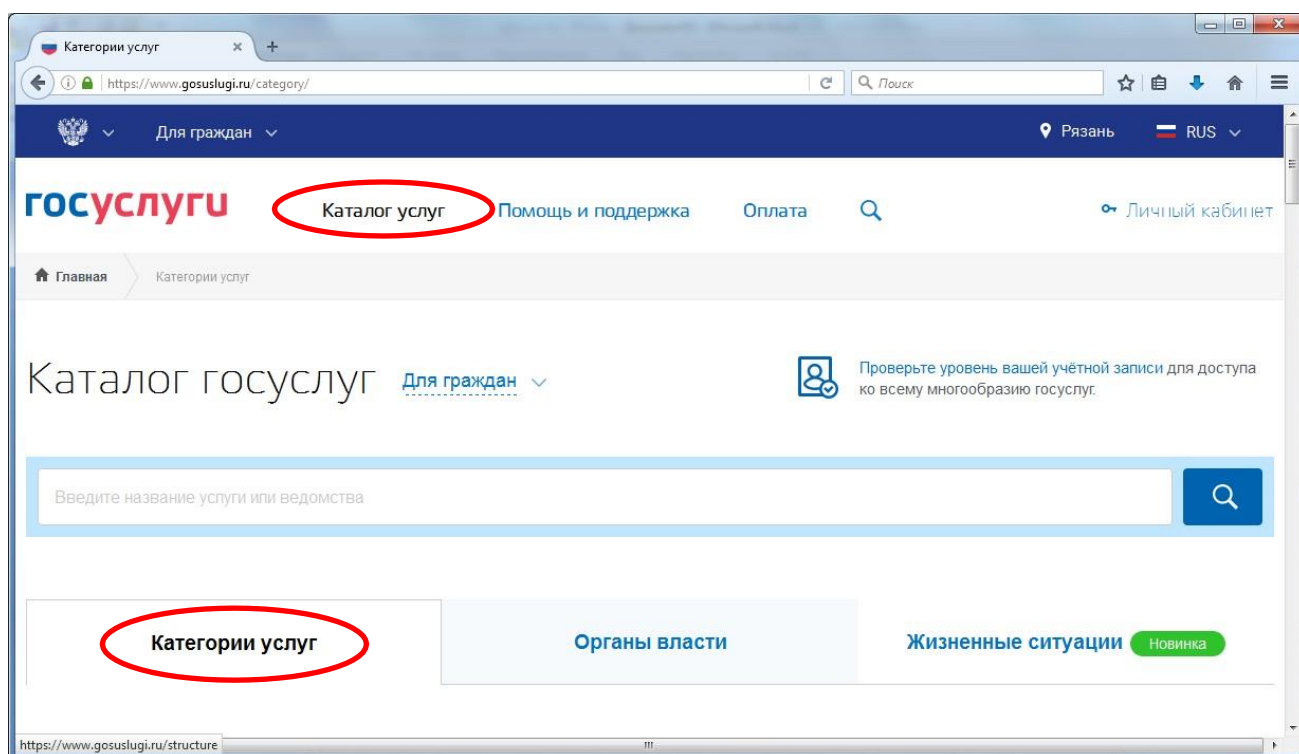 Категории услуг
https://www.gosuslugi.ru/category/
Поиск
Для граждан
Рязань
RUS
госуслуги
Каталог услуг
Помощь и поддержка
Оплата
Личный кабинет
Главная
Категории услуг
Каталог госуслуг
Для граждан
Проверьте уровень вашей учётной записи для доступа
ко всему многообразию госуслуг.
Введите название услуги или ведомства
Категории услуг
Органы власти
Жизненные ситуации
Новинка
https://www.gosuslugi.ru/structure